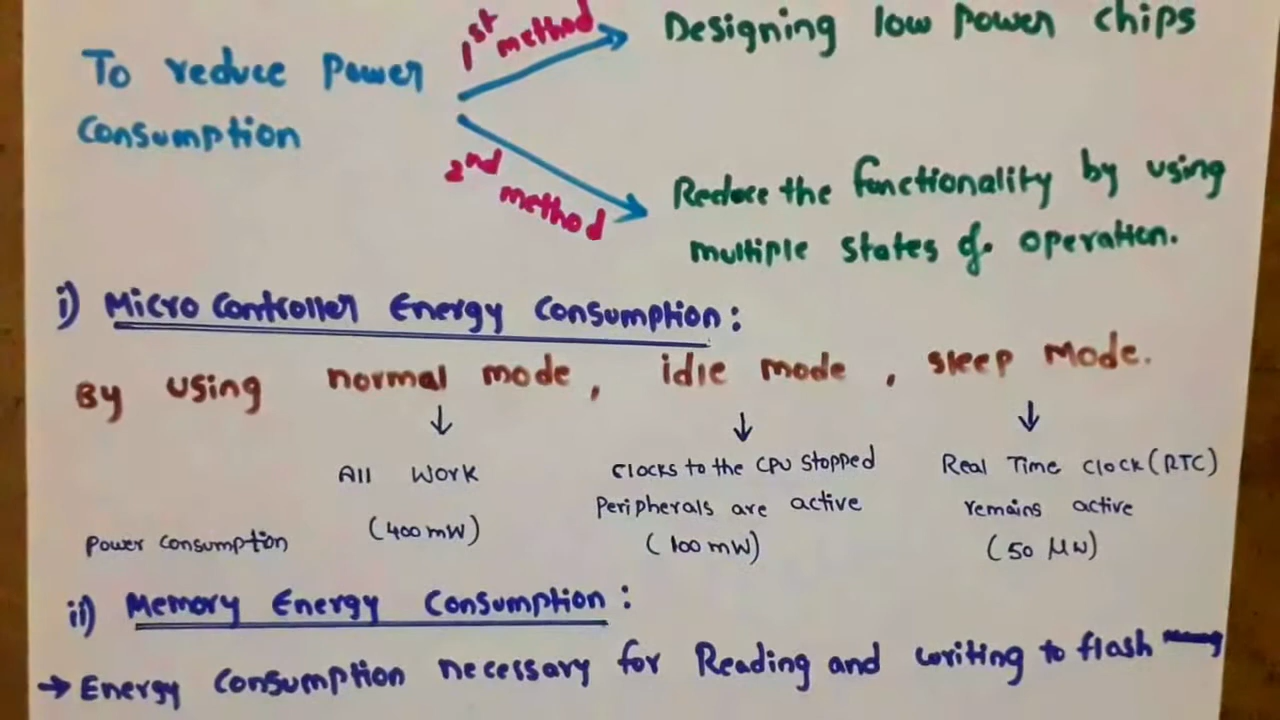 To reduce Power
Consumption
1st method
Designing low power chips
2nd method
Reduce the functionality by using
multiple states of operation.
i) Micro Controller Energy Consumption:
By using normal mode, idle mode, sleep mode.
↓ ↓ ↓
All Work
(400 mW)
Clocks to the CPU stopped
Peripherals are active
(100 mW)
Real Time Clock (RTC)
remains active
(50 μW)
Power Consumption
ii) Memory Energy Consumption:
→ Energy Consumption necessary for Reading and writing to flash